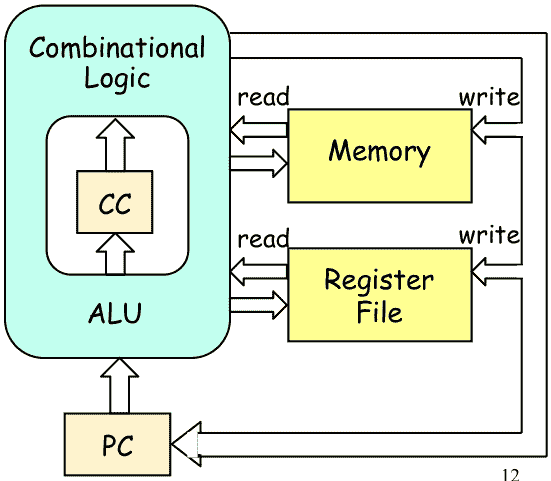 Combinational
Logic
read
write
Memory
CC
read
write
Register
File
ALU
PC
12